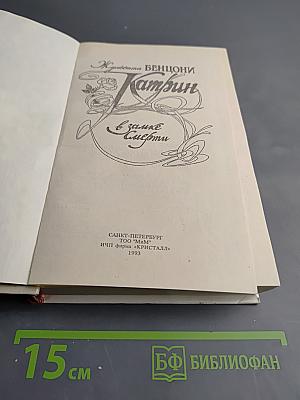 Жюльетта БЕНЦОНИ
Катрин
в замке
смерти
САНКТ-ПЕТЕРБУРГ
ТОО "МиМ"
ИЧП фирма «КРИСТАЛЛ»
1993
15 см
БФ БИБЛИОФАН